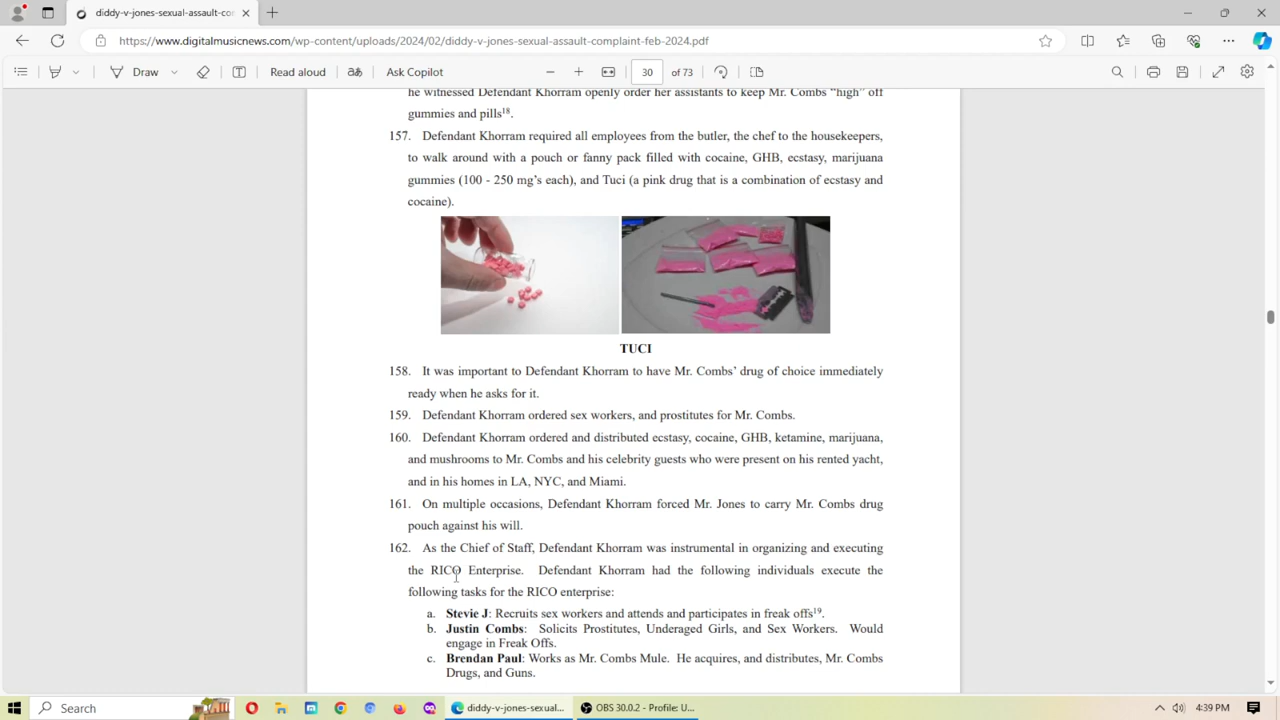 diddy-v-jones-sexual-assault-co
https://www.digitalmusicnews.com/wp-content/uploads/2024/02/diddy-v-jones-sexual-assault-complaint-feb-2024.pdf
Draw
Read aloud
Ask Copilot
30 of 73
he witnessed Defendant Khorram openly order her assistants to keep Mr. Combs “high” off
gummies and pills18.
157. Defendant Khorram required all employees from the butler, the chef to the housekeepers,
to walk around with a pouch or fanny pack filled with cocaine, GHB, ecstasy, marijuana
gummies (100 - 250 mg’s each), and Tuci (a pink drug that is a combination of ecstasy and
cocaine).
TUCI
158. It was important to Defendant Khorram to have Mr. Combs’ drug of choice immediately
ready when he asks for it.
159. Defendant Khorram ordered sex workers, and prostitutes for Mr. Combs.
160. Defendant Khorram ordered and distributed ecstasy, cocaine, GHB, ketamine, marijuana,
and mushrooms to Mr. Combs and his celebrity guests who were present on his rented yacht,
and in his homes in LA, NYC, and Miami.
161. On multiple occasions, Defendant Khorram forced Mr. Jones to carry Mr. Combs drug
pouch against his will.
162. As the Chief of Staff, Defendant Khorram was instrumental in organizing and executing
the RICO Enterprise. Defendant Khorram had the following individuals execute the
following tasks for the RICO enterprise:
a. Stevie J: Recruits sex workers and attends and participates in freak offs19.
b. Justin Combs: Solicits Prostitutes, Underaged Girls, and Sex Workers. Would
engage in Freak Offs.
c. Brendan Paul: Works as Mr. Combs Mule. He acquires, and distributes, Mr. Combs
Drugs, and Guns.
Search
diddy-v-jones-sexual...
OBS 30.0.2 - Profile: U...
4:39 PM